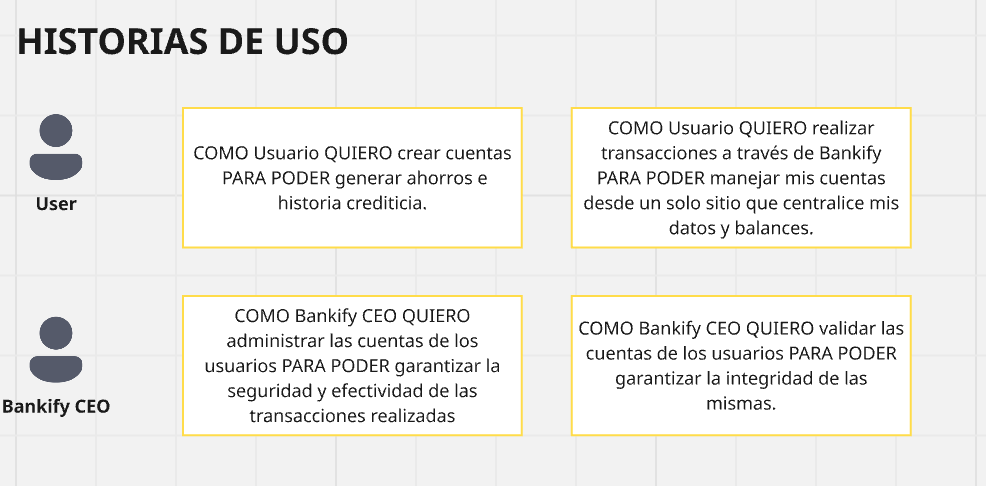 HISTORIAS DE USO
User
COMO Usuario QUIERO crear cuentas
PARA PODER generar ahorros e
historia crediticia.
COMO Usuario QUIERO realizar
transacciones a través de Bankify
PARA PODER manejar mis cuentas
desde un solo sitio que centralice mis
datos y balances.
Bankify CEO
COMO Bankify CEO QUIERO
administrar las cuentas de los
usuarios PARA PODER garantizar la
seguridad y efectividad de las
transacciones realizadas
COMO Bankify CEO QUIERO validar las
cuentas de los usuarios PARA PODER
garantizar la integridad de las
mismas.